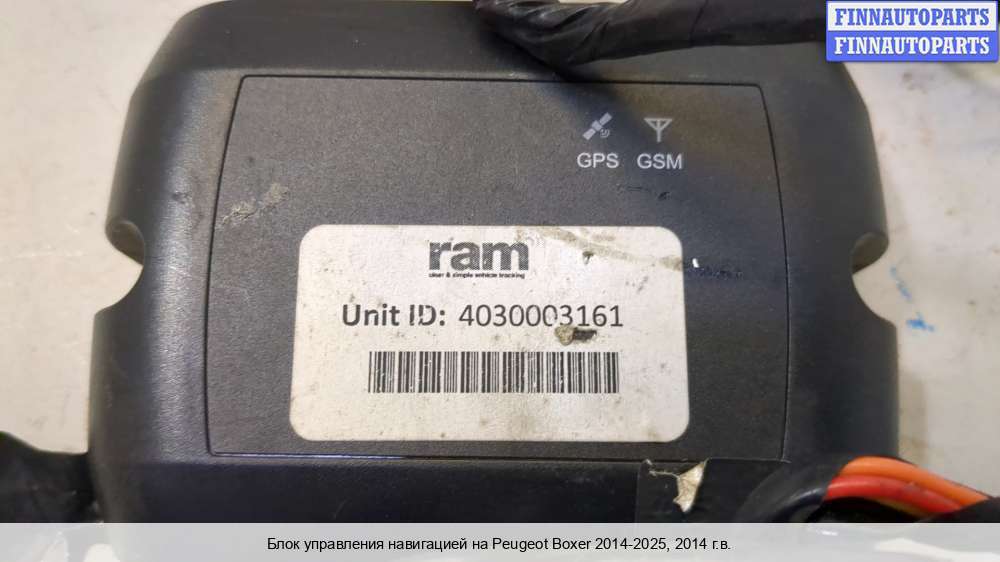 FINNAUTOPARTS
FINNAUTOPARTS
GPS GSM
ram
clear & simple vehicle tracking
Unit ID: 4030003161
Блок управления навигацией на Peugeot Boxer 2014-2025, 2014 г.в.